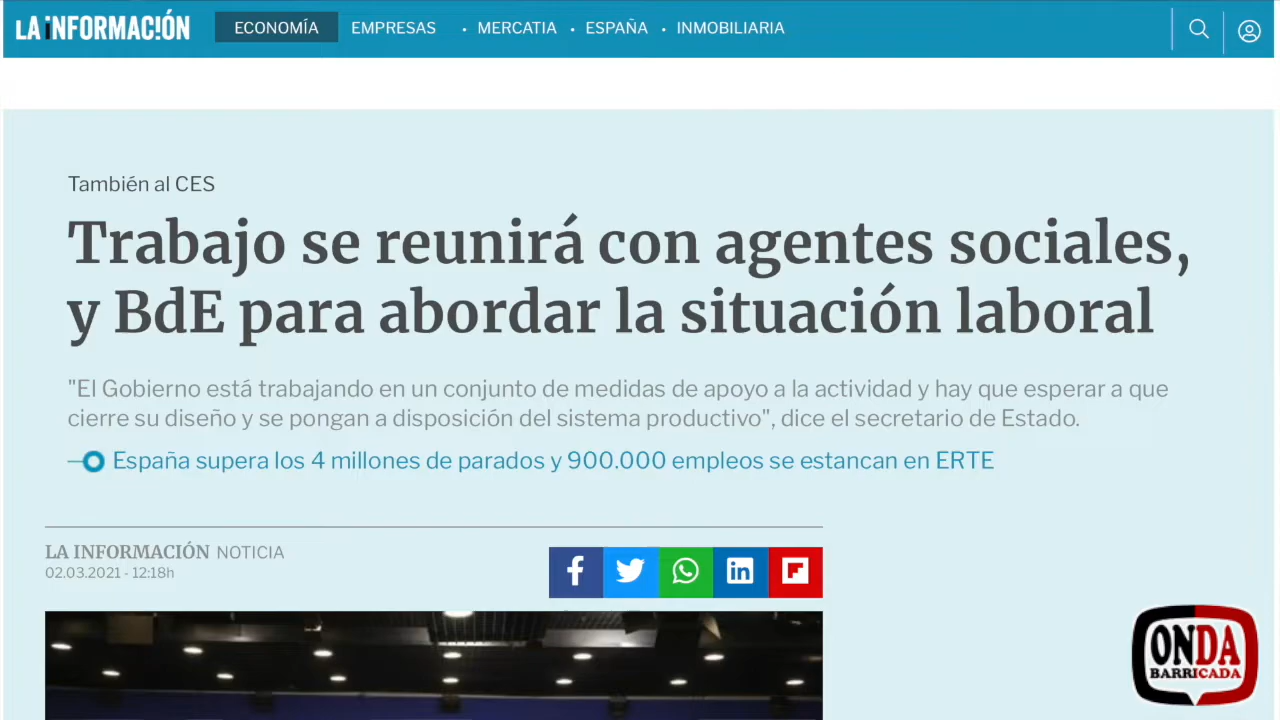 LA iNFORMAC!ÓN
ECONOMÍA
EMPRESAS
• MERCATIA • ESPAÑA • INMOBILIARIA
También al CES
Trabajo se reunirá con agentes sociales,
y BdE para abordar la situación laboral
"El Gobierno está trabajando en un conjunto de medidas de apoyo a la actividad y hay que esperar a que
cierre su diseño y se pongan a disposición del sistema productivo", dice el secretario de Estado.
España supera los 4 millones de parados y 900.000 empleos se estancan en ERTE
LA INFORMACIÓN NOTICIA
02.03.2021 - 12:18h
ONDA
BARRICADA